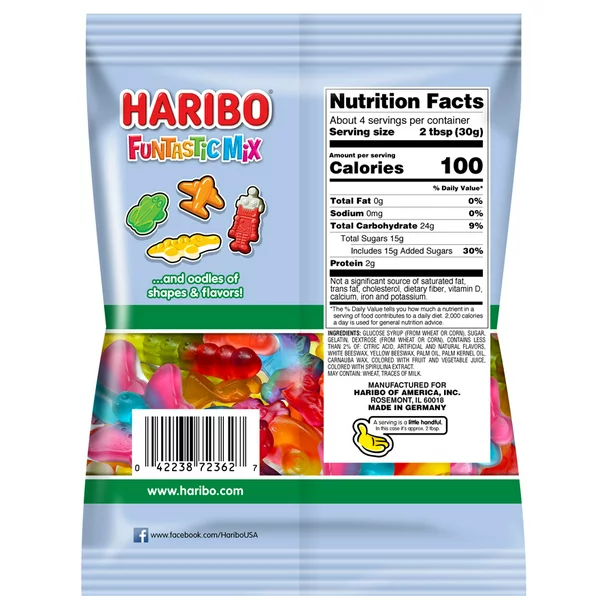 HARIBO
FUNTASTIC MIX
...and oodles of
shapes & flavors!
Nutrition Facts
About 4 servings per container
Serving size 2 tbsp (30g)
Amount per serving
Calories 100
% Daily Value*
Total Fat 0g 0%
Sodium 0mg 0%
Total Carbohydrate 24g 9%
Total Sugars 15g
Includes 15g Added Sugars 30%
Protein 2g
Not a significant source of saturated fat,
trans fat, cholesterol, dietary fiber, vitamin D,
calcium, iron and potassium.
*The % Daily Value tells you how much a nutrient in a
serving of food contributes to a daily diet. 2,000 calories
a day is used for general nutrition advice.
INGREDIENTS: GLUCOSE SYRUP (FROM WHEAT OR CORN), SUGAR,
GELATIN, DEXTROSE (FROM WHEAT OR CORN), CONTAINS LESS
THAN 2% OF: CITRIC ACID, ARTIFICIAL AND NATURAL FLAVORS,
WHITE BEESWAX, YELLOW BEESWAX, PALM OIL, PALM KERNEL OIL,
CARNAUBA WAX, COLORED WITH FRUIT AND VEGETABLE JUICE,
COLORED WITH SPIRULINA EXTRACT.
MAY CONTAIN: WHEAT, TRACES OF MILK.
MANUFACTURED FOR
HARIBO OF AMERICA, INC.
ROSEMONT, IL 60018
MADE IN GERMANY
A serving is a little handful.
In this case it's approx. 2 tbsp.
0 42238 72362 7
www.haribo.com
f www.facebook.com/HariboUSA